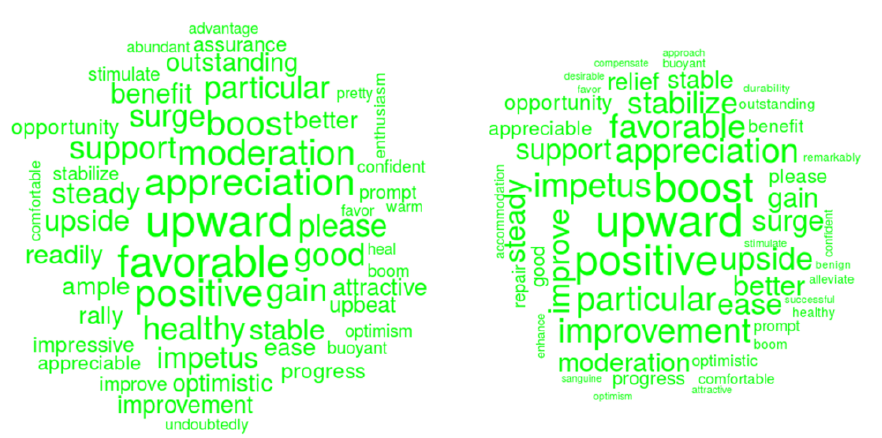 advantage
abundant assurance
outstanding
stimulate
benefit particular pretty
enthusiasm
surge boost better
opportunity
support moderation
confident
stabilize
comfortable
steady appreciation prompt
favor warm
upside upward please
readily favorable good heal
boom
ample positive gain attractive
upbeat
rally
healthy stable optimism
impressive
impetus ease buoyant
appreciable
progress
improve optimistic
improvement
undoubtedly
approach
compensate buoyant
desirable relief stable
favor durability
opportunity stabilize outstanding
appreciable favorable benefit
support appreciation remarkably
accommodation
steady impetus boost please
gain
upward surge confident
improve
stimulate
good positive upside benign
repair
better alleviate
particular ease successful
healthy
enhance
improvement prompt
boom
moderation optimistic
sanguine progress comfortable
attractive
optimism